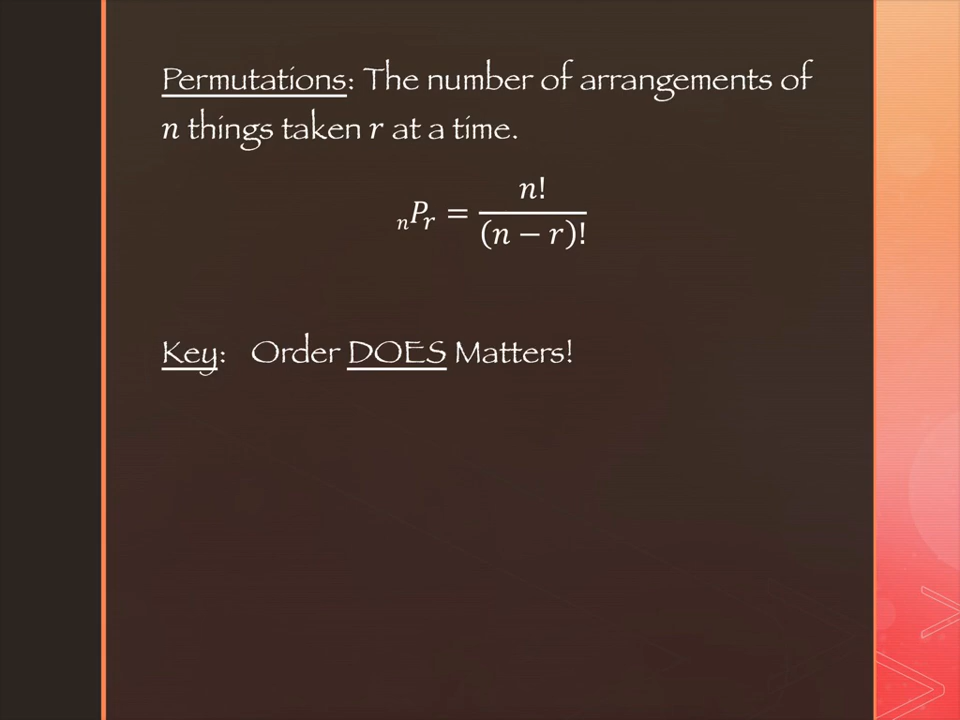 Permutations: The number of arrangements of
n things taken r at a time.
ₙPᵣ = n! / (n − r)!
Key: Order DOES Matters!